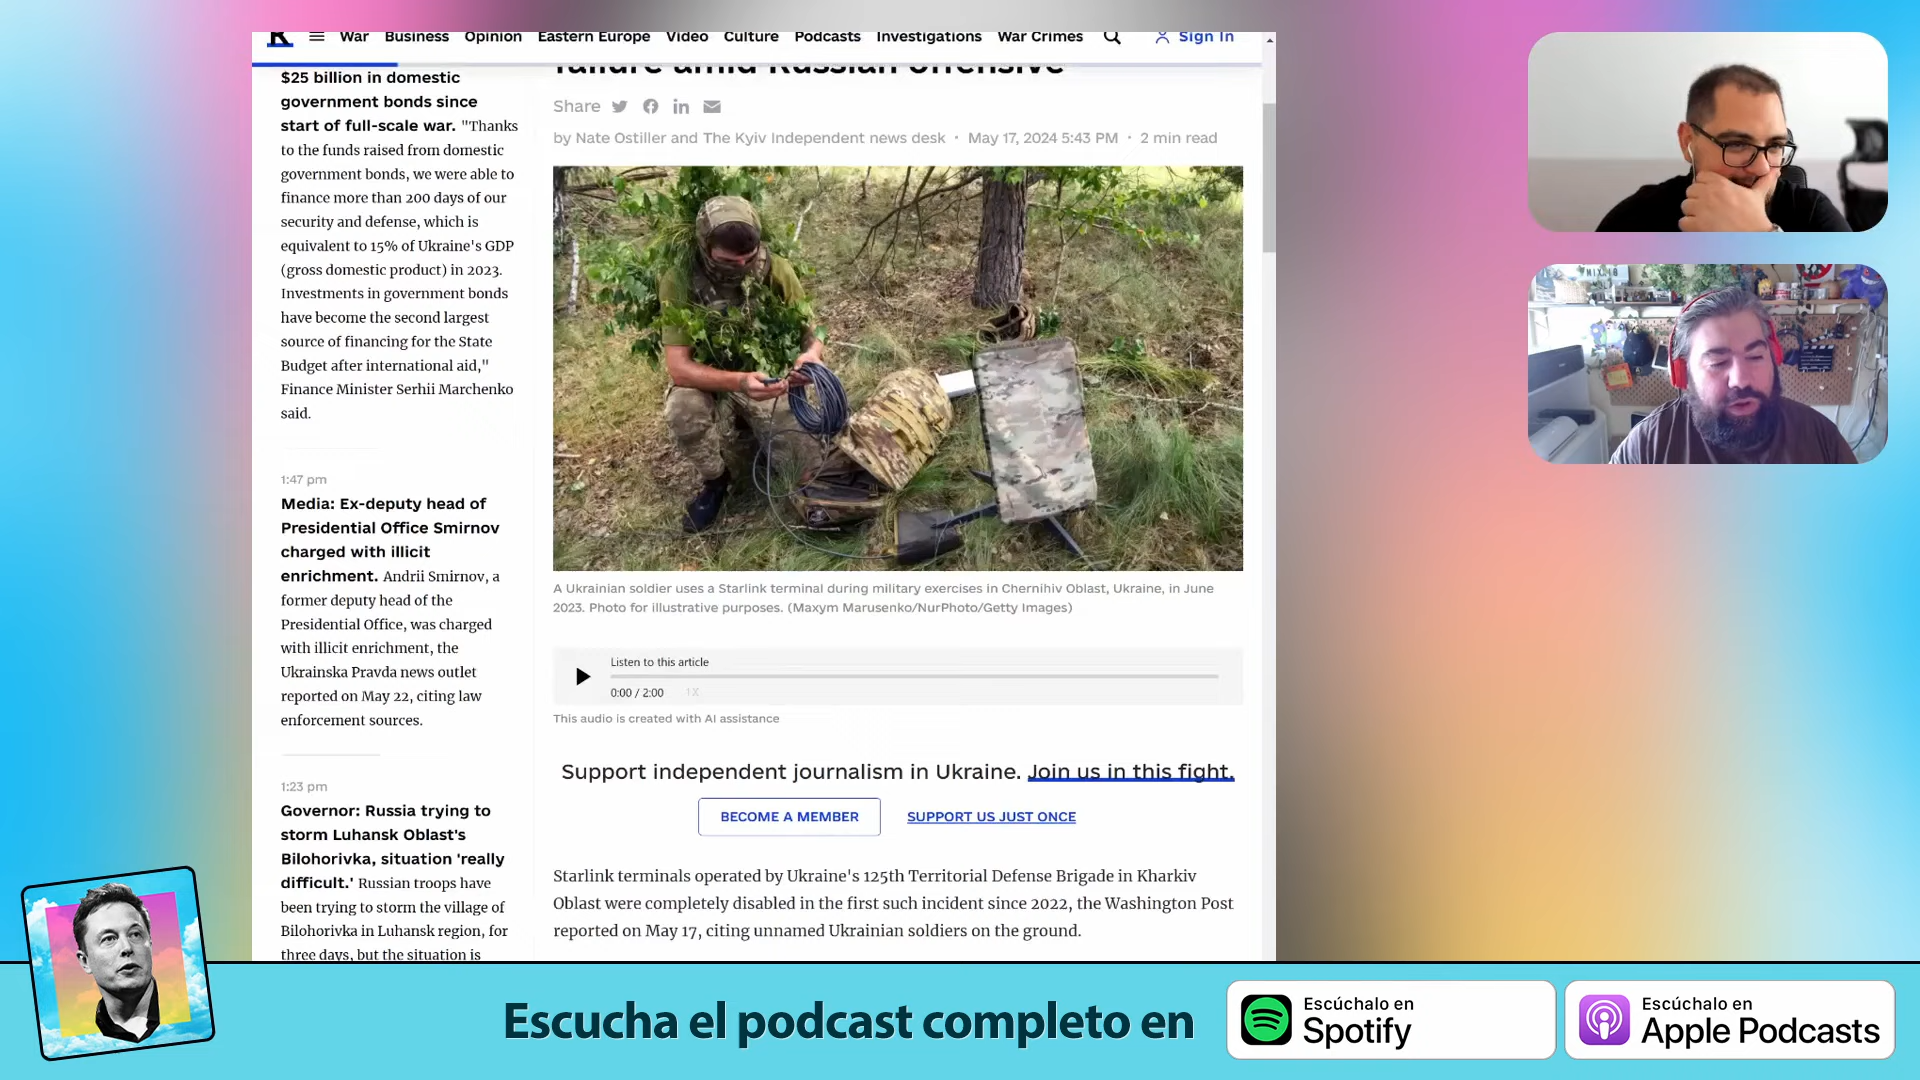 War Business Opinion Eastern Europe Video Culture Podcasts Investigations War Crimes Sign In
$25 billion in domestic
government bonds since
start of full-scale war. "Thanks
to the funds raised from domestic
government bonds, we were able to
finance more than 200 days of our
security and defense, which is
equivalent to 15% of Ukraine's GDP
(gross domestic product) in 2023.
Investments in government bonds
have become the second largest
source of financing for the State
Budget after international aid,"
Finance Minister Serhii Marchenko
said.
1:47 pm
Media: Ex-deputy head of
Presidential Office Smirnov
charged with illicit
enrichment. Andrii Smirnov, a
former deputy head of the
Presidential Office, was charged
with illicit enrichment, the
Ukrainska Pravda news outlet
reported on May 22, citing law
enforcement sources.
1:23 pm
Governor: Russia trying to
storm Luhansk Oblast's
Bilohorivka, situation 'really
difficult.' Russian troops have
been trying to storm the village of
Bilohorivka in Luhansk region, for
three days, but the situation is
failure amid Russian offensive
Share
by Nate Ostiller and The Kyiv Independent news desk · May 17, 2024 5:43 PM · 2 min read
A Ukrainian soldier uses a Starlink terminal during military exercises in Chernihiv Oblast, Ukraine, in June
2023. Photo for illustrative purposes. (Maxym Marusenko/NurPhoto/Getty Images)
Listen to this article
0:00 / 2:00 1X
This audio is created with AI assistance
Support independent journalism in Ukraine. Join us in this fight.
BECOME A MEMBER SUPPORT US JUST ONCE
Starlink terminals operated by Ukraine's 125th Territorial Defense Brigade in Kharkiv
Oblast were completely disabled in the first such incident since 2022, the Washington Post
reported on May 17, citing unnamed Ukrainian soldiers on the ground.
Escucha el podcast completo en
Escúchalo en
Spotify
Escúchalo en
Apple Podcasts